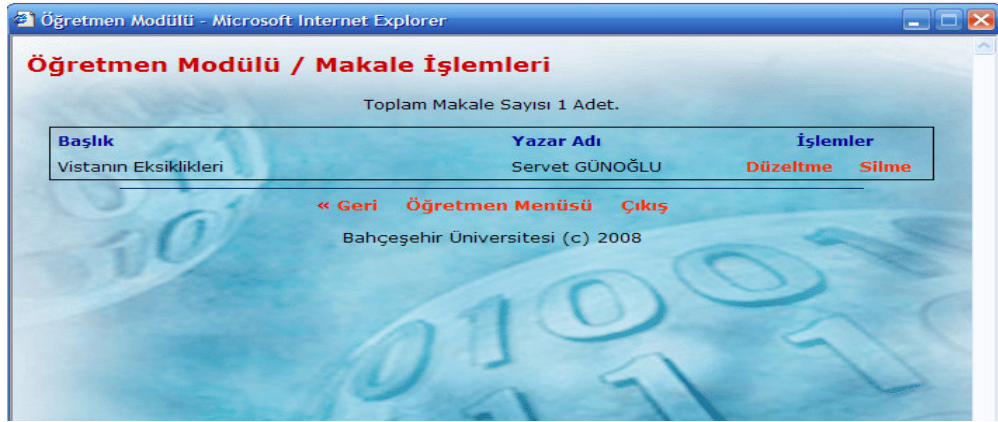 Öğretmen Modülü - Microsoft Internet Explorer
Öğretmen Modülü / Makale İşlemleri
Toplam Makale Sayısı 1 Adet.
Başlık Yazar Adı İşlemler
Vistanın Eksiklikleri Servet GÜNOĞLU Düzeltme Silme
« Geri Öğretmen Menüsü Çıkış
Bahçeşehir Üniversitesi (c) 2008